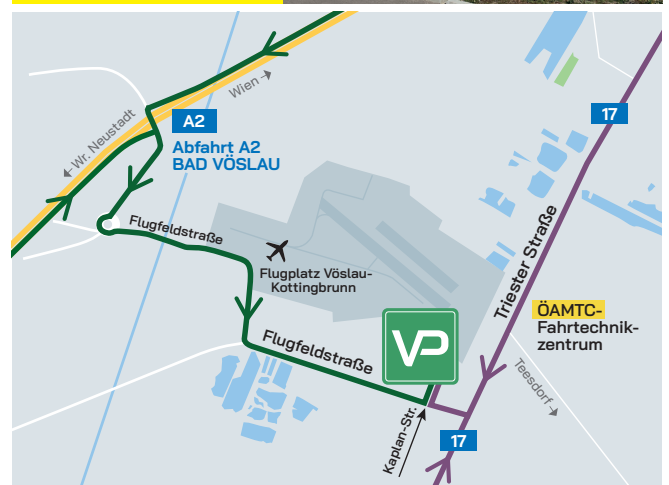 17
Wien →
A2
Abfahrt A2
BAD VÖSLAU
← Wr. Neustadt
Flugfeldstraße
Flugplatz Vöslau-
Kottingbrunn
Triester Straße
ÖAMTC-
Fahrtechnik-
zentrum
VP
Flugfeldstraße
Teesdorf →
Kaplan-Str.
17